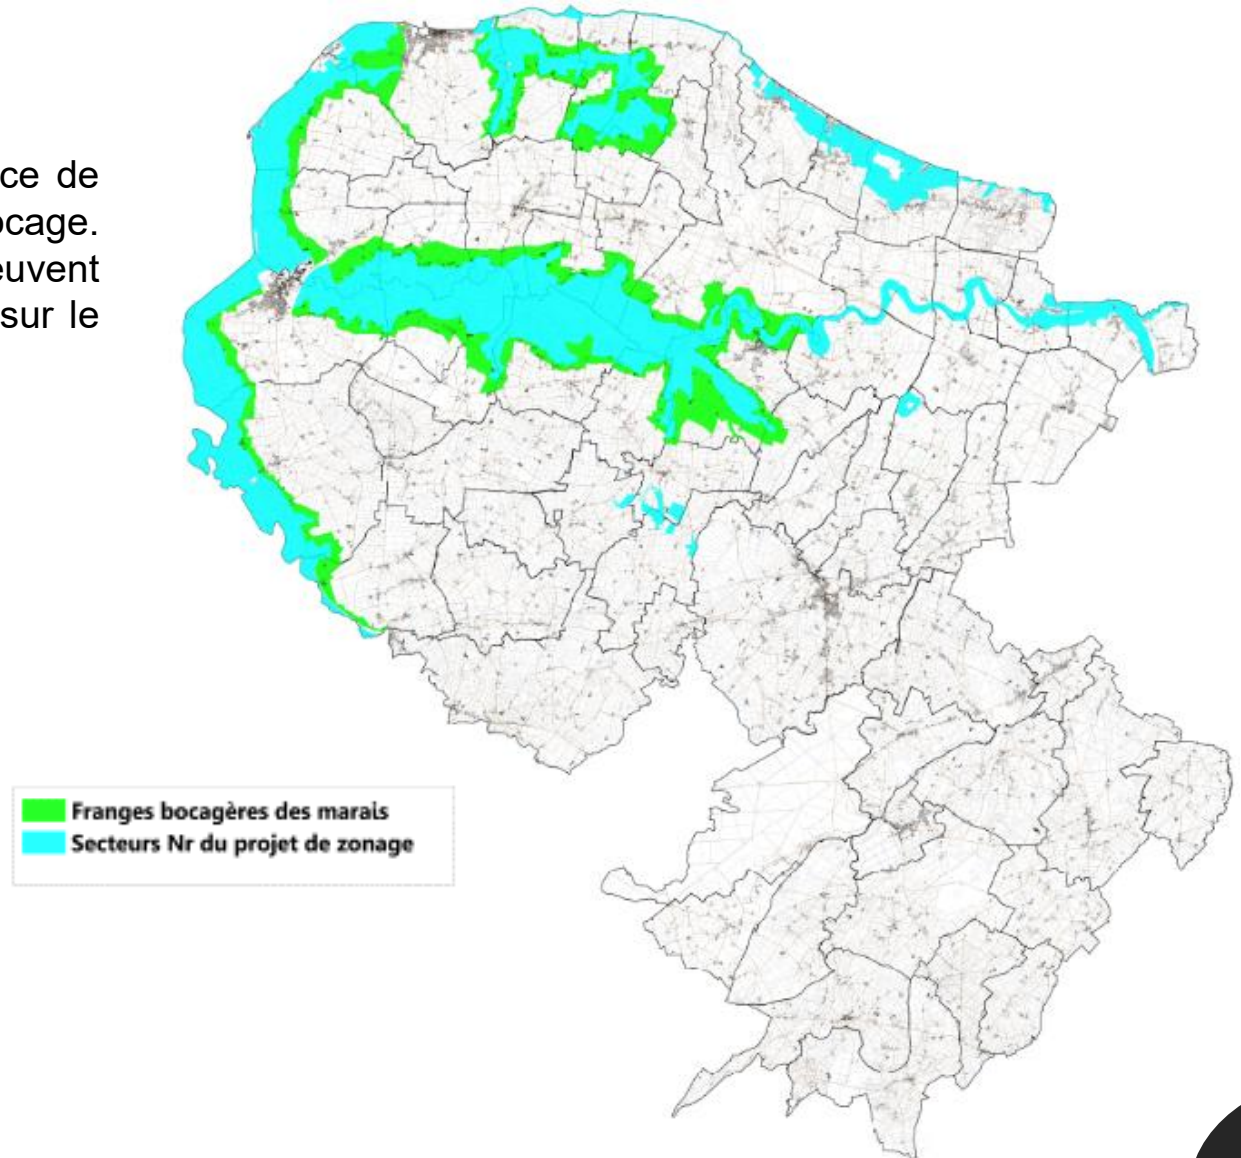 ce de
ocage.
euvent
sur le
Franges bocagères des marais
Secteurs Nr du projet de zonage